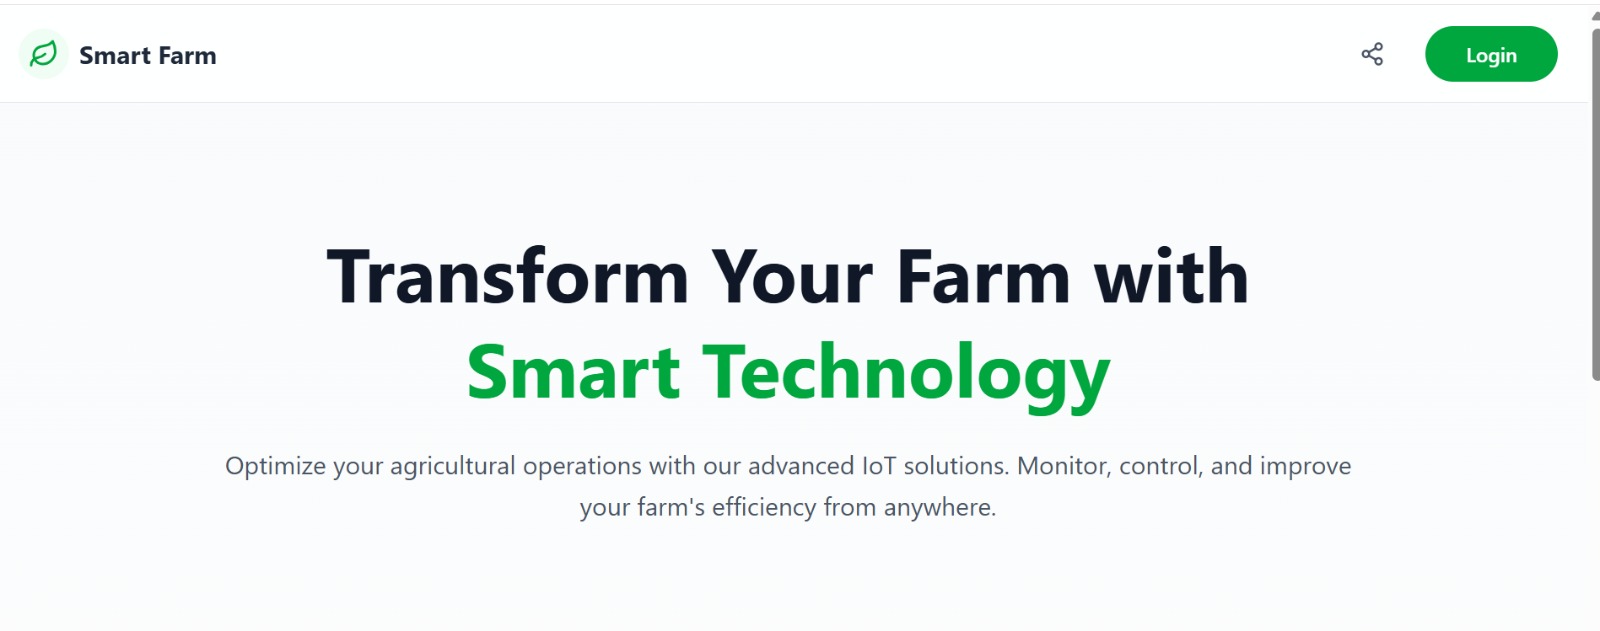 Smart Farm
Login
Transform Your Farm with
Smart Technology
Optimize your agricultural operations with our advanced IoT solutions. Monitor, control, and improve
your farm's efficiency from anywhere.